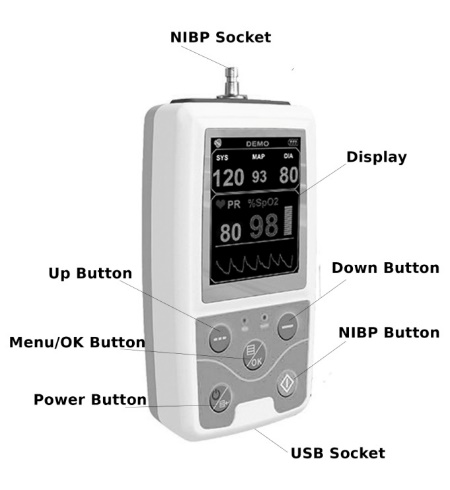 NIBP Socket
DEMO
SYS MAP DIA
120 93 80
Display
PR %SpO2
80 98
Up Button
Down Button
Menu/OK Button
NIBP Button
OK
Power Button
USB Socket